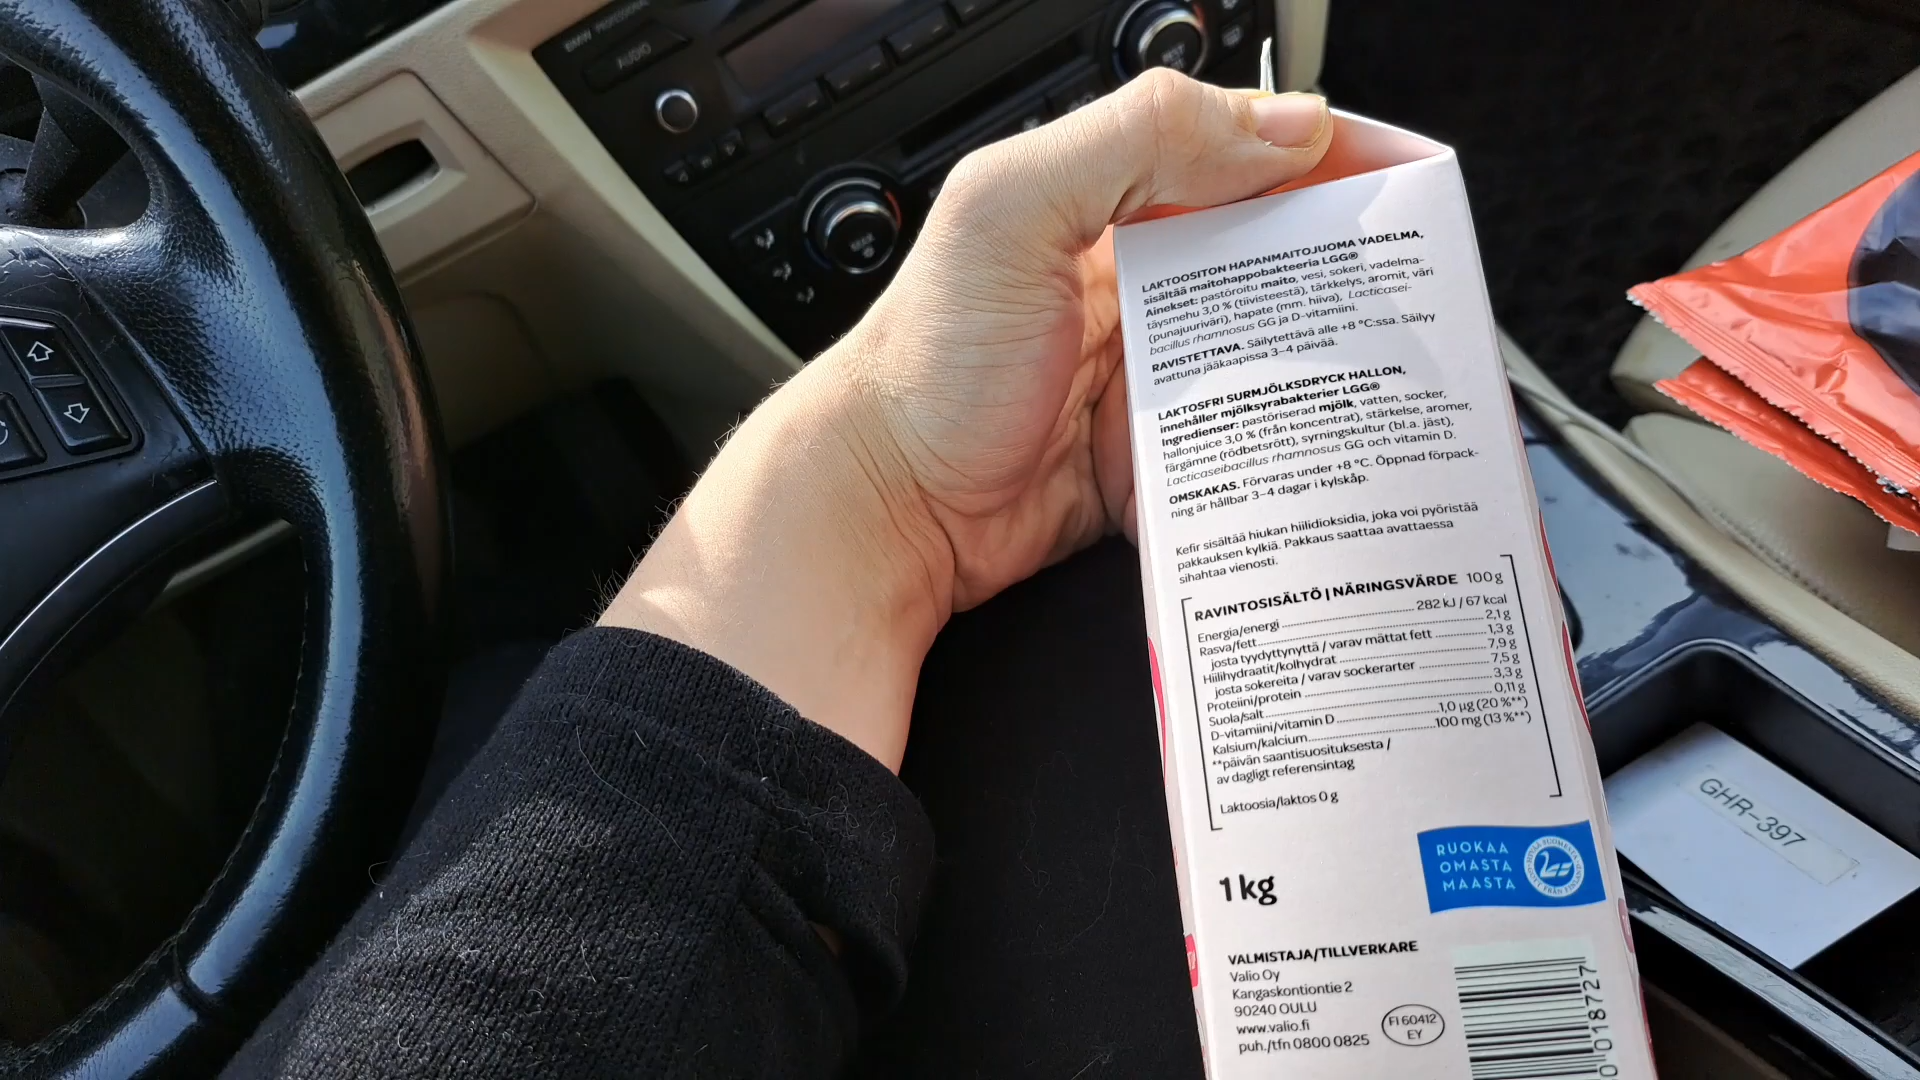 BMW PROFESSIONAL
AUDIO
LAKTOOSITON HAPANMAITOJUOMA VADELMA,
sisältää maitohappobakteeria LGG®
Ainekset: pastöroitu maito, vesi, sokeri, vadelma-
täysmehu 3,0 % (tiivisteestä), tärkkelys, aromit, väri
(punajuuriväri), hapate (mm. hiiva), Lacticasei-
bacillus rhamnosus GG ja D-vitamiini.
RAVISTETTAVA. Säilytettävä alle +8 °C:ssa. Säilyy
avattuna jääkaapissa 3–4 päivää.
LAKTOSFRI SURMJÖLKSDRYCK HALLON,
innehåller mjölksyrabakterier LGG®
Ingredienser: pastöriserad mjölk, vatten, socker,
hallonjuice 3,0 % (från koncentrat), stärkelse, aromer,
färgämne (rödbetsrött), syrningskultur (bl.a. jäst),
Lacticaseibacillus rhamnosus GG och vitamin D.
OMSKAKAS. Förvaras under +8 °C. Öppnad förpack-
ning är hållbar 3–4 dagar i kylskåp.
Kefir sisältää hiukan hiilidioksidia, joka voi pyöristää
pakkauksen kylkiä. Pakkaus saattaa avattaessa
sihahtaa vienosti.
RAVINTOSISÄLTÖ | NÄRINGSVÄRDE 100 g
Energia/energi 282 kJ / 67 kcal
Rasva/fett 2,1 g
josta tyydyttynyttä / varav mättat fett 1,3 g
Hiilihydraatit/kolhydrat 7,9 g
josta sokereita / varav sockerarter 7,5 g
Proteiini/protein 3,3 g
Suola/salt 0,11 g
D-vitamiini/vitamin D 1,0 µg (20 %**)
Kalsium/kalcium 100 mg (13 %**)
**päivän saantisuosituksesta /
av dagligt referensintag
Laktoosia/laktos 0 g
1 kg
RUOKAA
OMASTA
MAASTA
VALMISTAJA/TILLVERKARE
Valio Oy
Kangaskontiontie 2
90240 OULU
www.valio.fi
puh./tfn 0800 0825
FI 60412
EY
018727
GHR-397